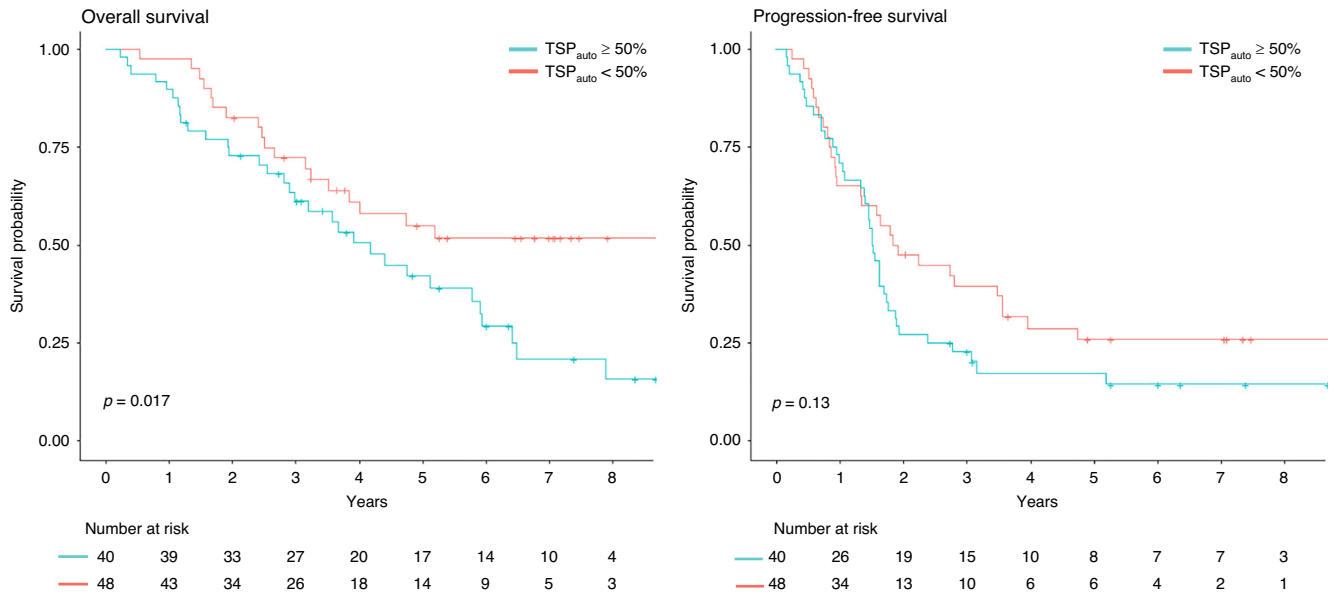 Overall survival
TSPauto ≥ 50%
TSPauto < 50%
1.00
0.75
0.50
0.25
0.00
Survival probability
p = 0.017
0 1 2 3 4 5 6 7 8
Years
Number at risk
40 39 33 27 20 17 14 10 4
48 43 34 26 18 14 9 5 3
Progression-free survival
TSPauto ≥ 50%
TSPauto < 50%
1.00
0.75
0.50
0.25
0.00
Survival probability
p = 0.13
0 1 2 3 4 5 6 7 8
Years
Number at risk
40 26 19 15 10 8 7 7 3
48 34 13 10 6 6 4 2 1